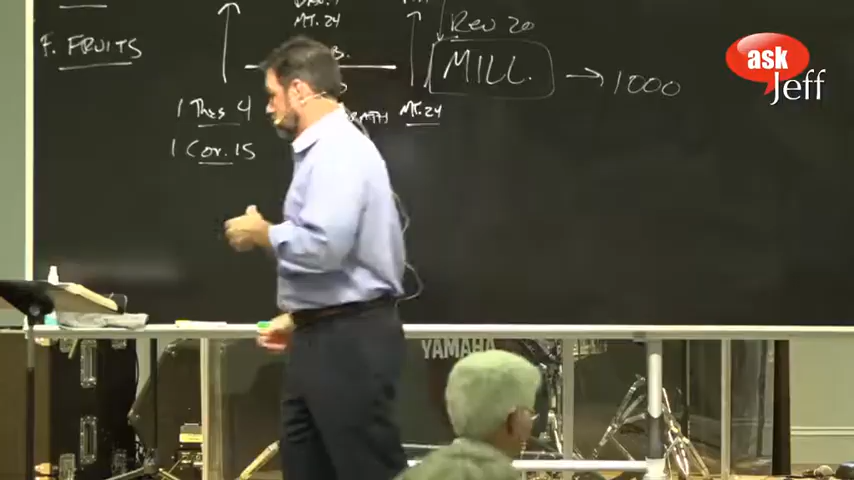 MT. 24
Rev 20
F. FRUITS
MILL. → 1000
1 Thes 4
MT. 24
1 Cor. 15
ask
Jeff
YAMAHA